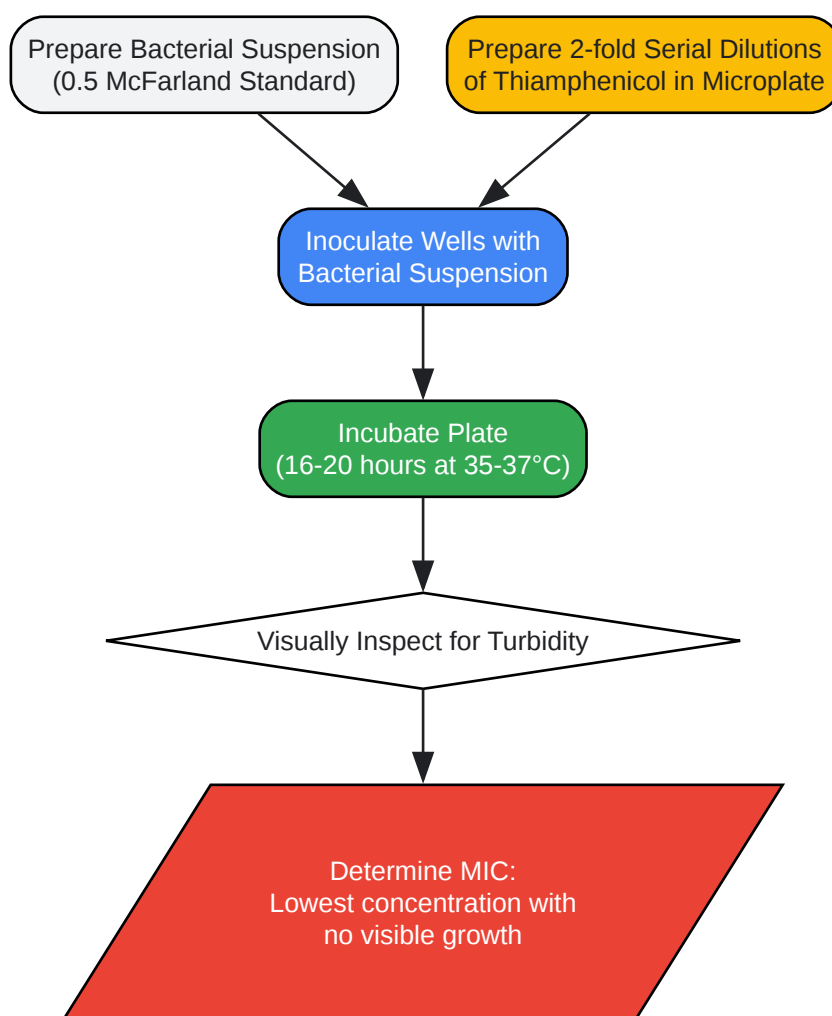 Prepare Bacterial Suspension
(0.5 McFarland Standard)
Prepare 2-fold Serial Dilutions
of Thiamphenicol in Microplate
Inoculate Wells with
Bacterial Suspension
Incubate Plate
(16-20 hours at 35-37°C)
Visually Inspect for Turbidity
Determine MIC:
Lowest concentration with
no visible growth